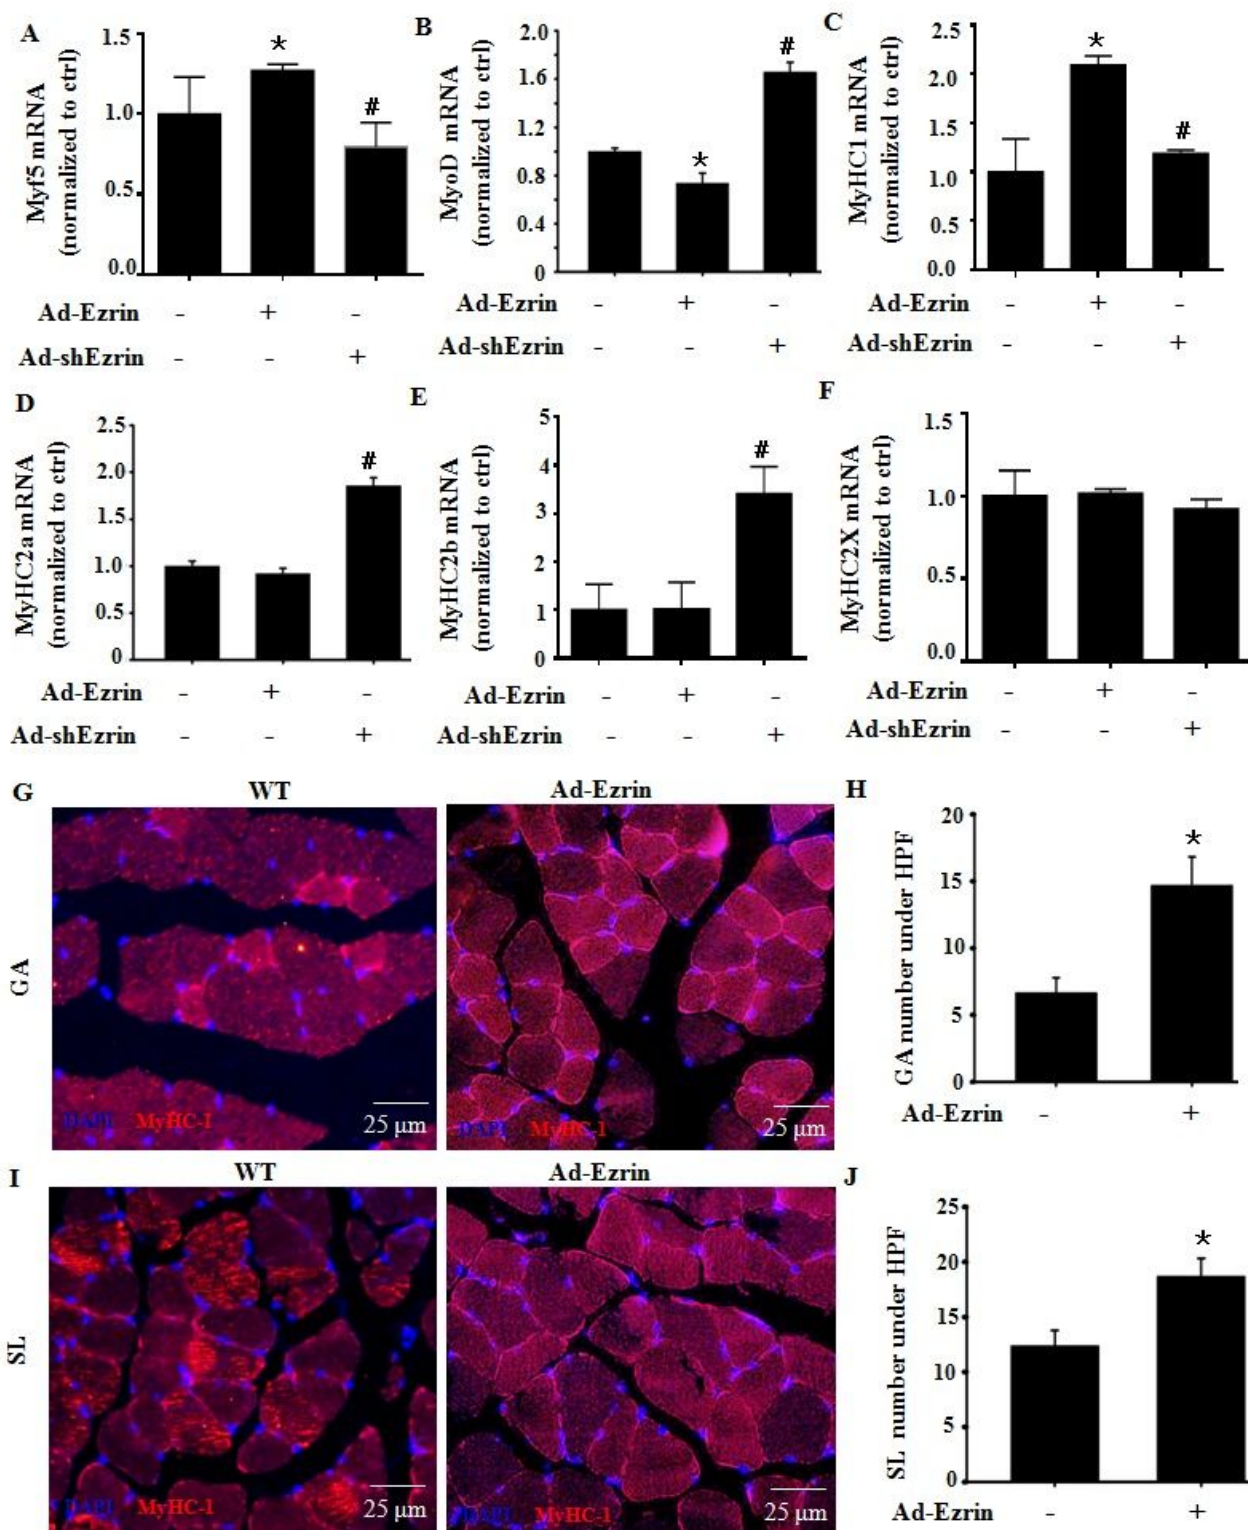 A
Myf5 mRNA
(normalized to ctrl)
1.5
1.0
0.5
0.0
*
#
Ad-Ezrin - + -
Ad-shEzrin - - +
B
MyoD mRNA
(normalized to ctrl)
2.0
1.6
1.2
0.8
0.4
0
*
#
Ad-Ezrin - + -
Ad-shEzrin - - +
C
MyHC1 mRNA
(normalized to ctrl)
2.5
2.0
1.5
1.0
0.5
0.0
*
#
Ad-Ezrin - + -
Ad-shEzrin - - +
D
MyHC2a mRNA
(normalized to ctrl)
2.5
2.0
1.5
1.0
0.5
0
#
Ad-Ezrin - + -
Ad-shEzrin - - +
E
MyHC2b mRNA
(normalized to ctrl)
5
4
3
2
1
0
#
Ad-Ezrin - + -
Ad-shEzrin - - +
F
MyHC2X mRNA
(normalized to ctrl)
1.5
1.0
0.5
0.0
Ad-Ezrin - + -
Ad-shEzrin - - +
G
WT
Ad-Ezrin
GA
DAPI MyHC-1
25 μm
DAPI MyHC-1
25 μm
H
GA number under HPF
20
15
10
5
0
*
Ad-Ezrin - +
I
WT
Ad-Ezrin
SL
DAPI MyHC-1
25 μm
DAPI MyHC-1
25 μm
J
SL number under HPF
25
20
15
10
5
0
*
Ad-Ezrin - +